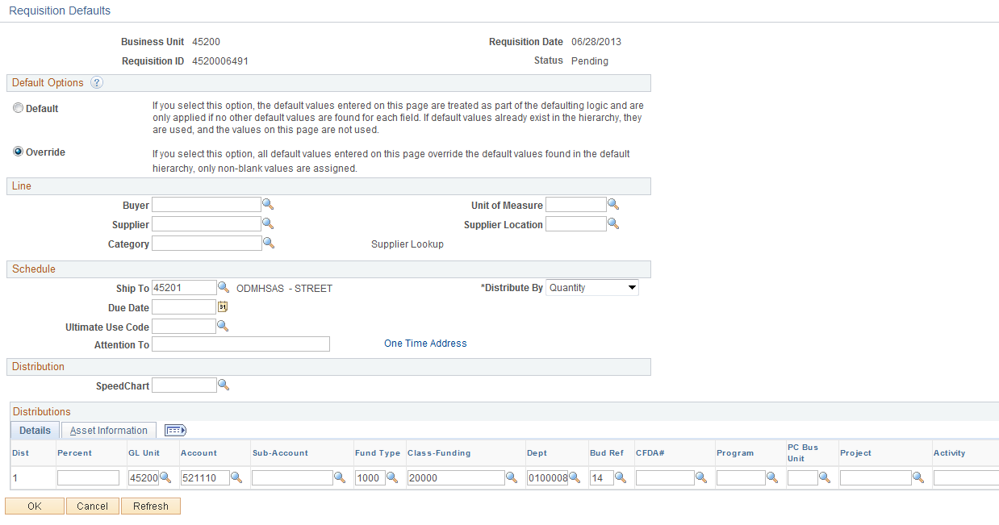 Requisition Defaults
Business Unit 45200 Requisition Date 06/28/2013
Requisition ID 4520006491 Status Pending
Default Options ?
Default If you select this option, the default values entered on this page are treated as part of the defaulting logic and are
only applied if no other default values are found for each field. If default values already exist in the hierarchy, they
are used, and the values on this page are not used.
Override If you select this option, all default values entered on this page override the default values found in the default
hierarchy, only non-blank values are assigned.
Line
Buyer Unit of Measure
Supplier Supplier Location
Category Supplier Lookup
Schedule
Ship To 45201 ODMHSAS - STREET *Distribute By Quantity
Due Date 31
Ultimate Use Code
Attention To One Time Address
Distribution
SpeedChart
Distributions
Details Asset Information
Dist Percent GL Unit Account Sub-Account Fund Type Class-Funding Dept Bud Ref CFDA# Program PC Bus Unit Project Activity
1 45200 521110 1000 20000 0100008 14
OK Cancel Refresh